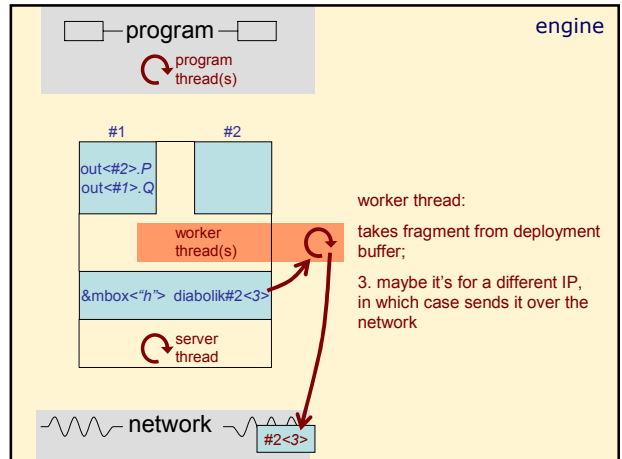 engine
program
program
thread(s)
#1 #2
out<#2>.P
out<#1>.Q
worker
thread(s)
&mbox<“h”> diabolik#2<3>
server
thread
worker thread:
takes fragment from deployment
buffer;
3. maybe it's for a different IP,
in which case sends it over the
network
network
#2<3>